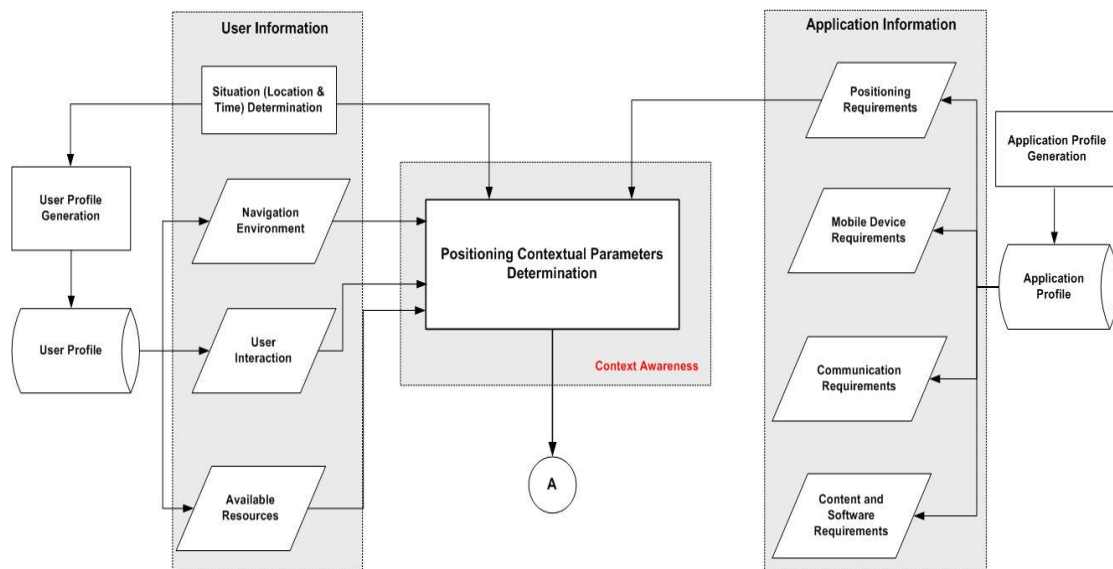 User Information
Application Information
Situation (Location &
Time) Determination
Positioning
Requirements
Application Profile
Generation
User Profile
Generation
Navigation
Environment
Mobile Device
Requirements
Positioning Contextual Parameters
Determination
Application
Profile
User Profile
User
Interaction
Context Awareness
Communication
Requirements
A
Available
Resources
Content and
Software
Requirements